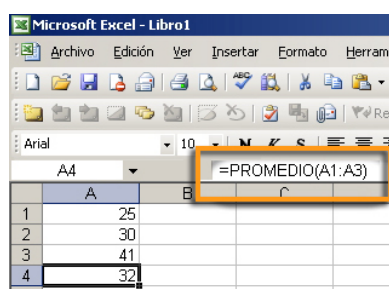 Microsoft Excel - Libro1
Archivo Edición Ver Insertar Formato Herram
Arial 10 N K S
A4 =PROMEDIO(A1:A3)
A B C
1 25
2 30
3 41
4 32